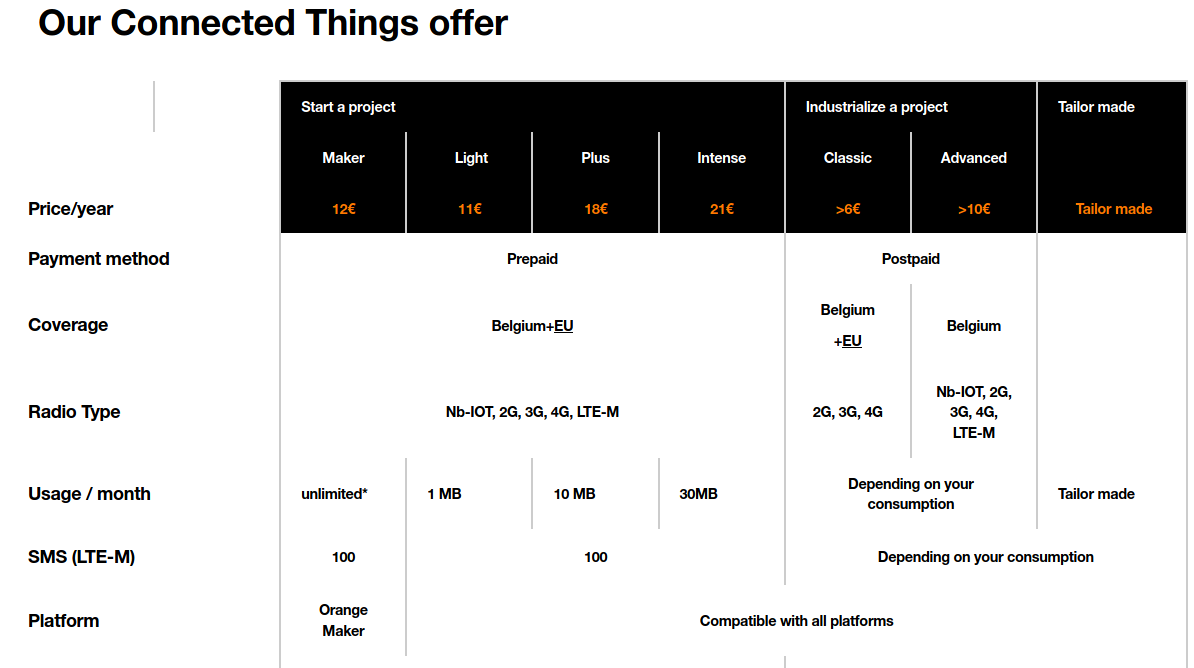 Our Connected Things offer
Start a project
Industrialize a project
Tailor made
Maker
Light
Plus
Intense
Classic
Advanced
Price/year
12€
11€
18€
21€
>6€
>10€
Tailor made
Payment method
Prepaid
Postpaid
Coverage
Belgium+EU
Belgium
+EU
Belgium
Radio Type
Nb-IOT, 2G, 3G, 4G, LTE-M
2G, 3G, 4G
Nb-IOT, 2G,
3G, 4G,
LTE-M
Usage / month
unlimited*
1 MB
10 MB
30MB
Depending on your
consumption
Tailor made
SMS (LTE-M)
100
100
Depending on your consumption
Platform
Orange
Maker
Compatible with all platforms